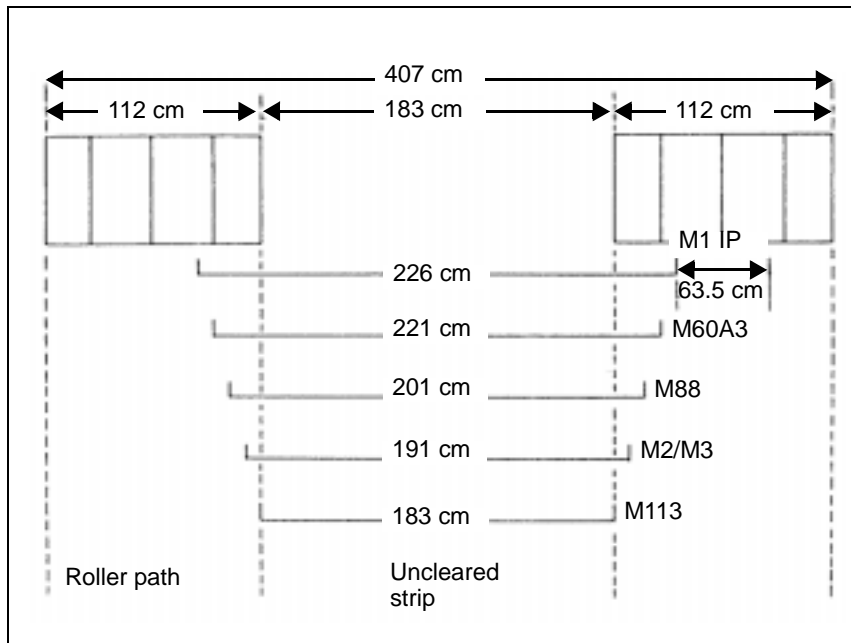 407 cm
112 cm
183 cm
112 cm
M1 IP
226 cm
63.5 cm
221 cm
M60A3
201 cm
M88
191 cm
M2/M3
183 cm
M113
Roller path
Uncleared
strip